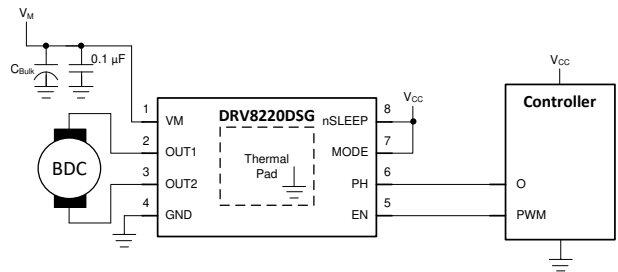 VM
CBulk
0.1 µF
VCC
VCC
Controller
DRV8220DSG
1 VM nSLEEP 8
2 OUT1 MODE 7
BDC
Thermal
Pad
3 OUT2 PH 6 O
4 GND EN 5 PWM